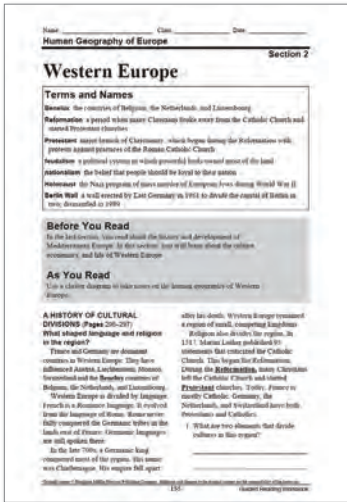 Name Class Date
Human Geography of Europe
Section 2
Western Europe
Terms and Names
Benelux the countries of Belgium, the Netherlands, and Luxembourg
Reformation a period when many Christians broke away from the Catholic Church and
started Protestant churches
Protestant major branch of Christianity, which began during the Reformation with
protests against practices of the Roman Catholic Church
feudalism a political system in which powerful lords owned most of the land
nationalism the belief that people should be loyal to their nation
Holocaust the Nazi program of mass murder of European Jews during World War II
Berlin Wall a wall erected by East Germany in 1961 to divide the capital of Berlin in
two; dismantled in 1989
Before You Read
In the last section, you read about the history and development of
Mediterranean Europe. In this section, you will learn about the culture,
economics, and life of Western Europe.
As You Read
Use a cluster diagram to take notes on the human geography of Western
Europe.
A HISTORY OF CULTURAL
DIVISIONS (Pages 296–297)
What shaped language and religion
in the region?
France and Germany are dominant
countries in Western Europe. They have
influenced Austria, Liechtenstein, Monaco,
Switzerland and the Benelux countries of
Belgium, the Netherlands, and Luxembourg.
Western Europe is divided by language.
French is a Romance language. It evolved
from the language of Rome. Rome never
fully conquered the Germanic tribes in the
lands east of France. Germanic languages
are still spoken there.
In the late 700s, a Germanic king
conquered most of the region. His name
was Charlemagne. His empire fell apart
after his death. Western Europe remained
a region of small, competing kingdoms.
Religion also divides the region. In
1517, Martin Luther published 95
statements that criticized the Catholic
Church. This began the Reformation.
During the Reformation, many Christians
left the Catholic Church and started
Protestant churches. Today, France is
mostly Catholic. Germany, the
Netherlands, and Switzerland have both
Protestants and Catholics.
1. What are two elements that divide
cultures in this region?
155
Guided Reading Workbook